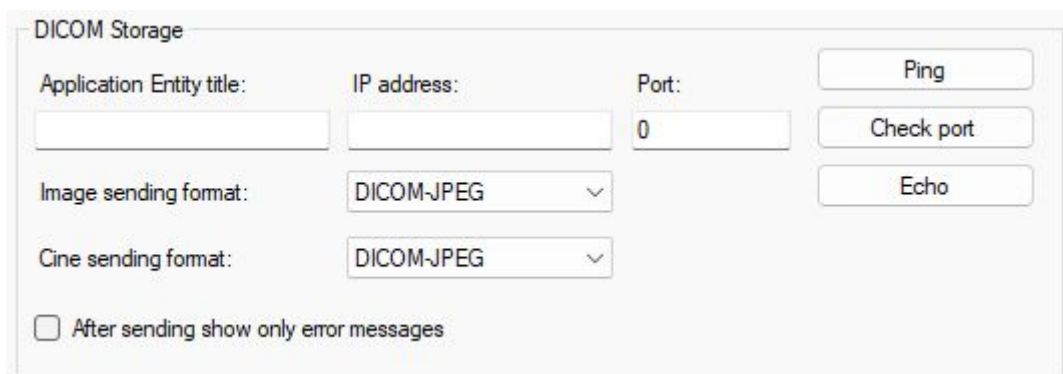 DICOM Storage
Application Entity title: IP address: Port: Ping
0 Check port
Image sending format: DICOM-JPEG Echo
Cine sending format: DICOM-JPEG
After sending show only error messages